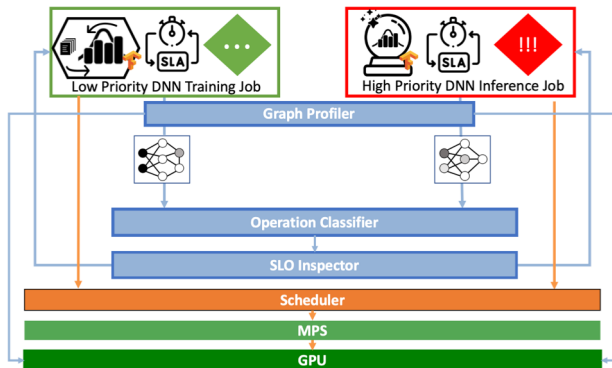 ...
!!!
SLA
SLA
Low Priority DNN Training Job
High Priority DNN Inference Job
Graph Profiler
Operation Classifier
SLO Inspector
Scheduler
MPS
GPU